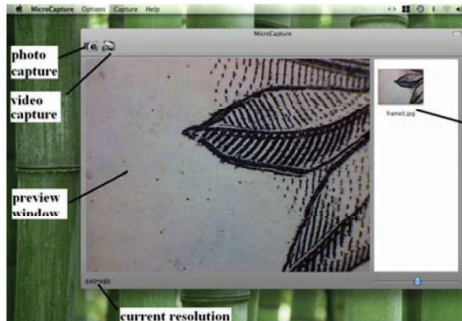 MicroCapture Options Capture Help
MicroCapture
photo
capture
video
capture
frame0.jpg
preview
window
640*480
current resolution